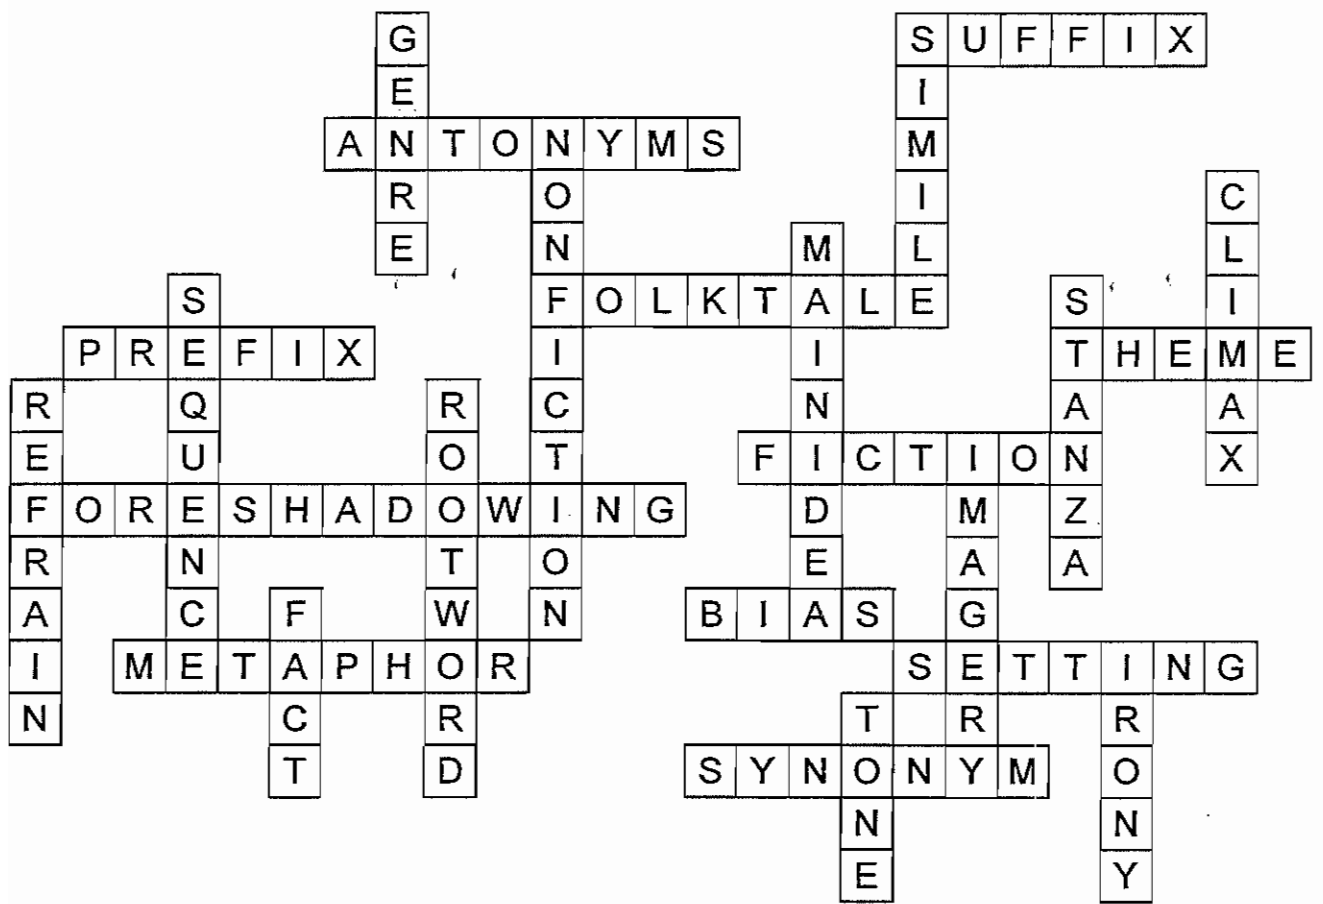 GENRE
SUFFIX
SIMILE
ANTONYMS
NONFICTION
CLIMAX
MAINIDEA
SEQUENCE
FOLKTALE
STANZA
PREFIX
THEME
REFRAIN
ROOTWORD
FICTION
IMAGERY
FORESHADOWING
FACT
BIAS
METAPHOR
SETTING
IRONY
TONE
SYNONYM